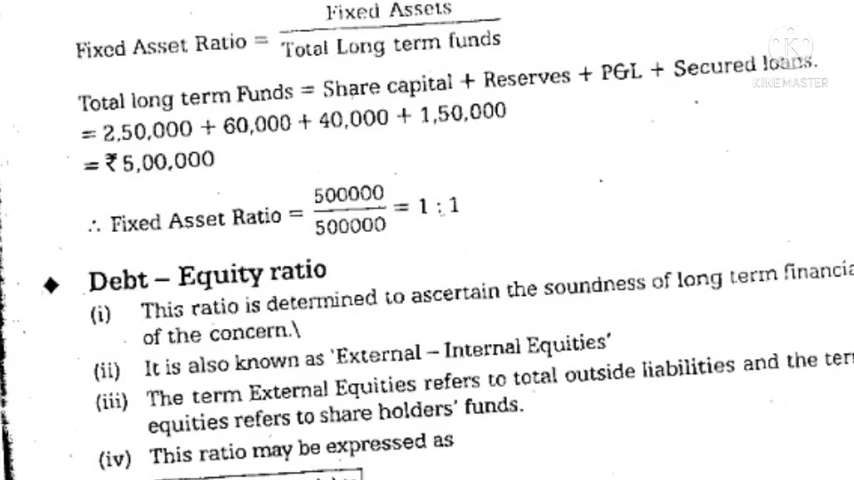 Fixed Assets
Fixed Asset Ratio = Total Long term funds
Total long term Funds = Share capital + Reserves + P&L + Secured loans.
= 2,50,000 + 60,000 + 40,000 + 1,50,000
= ₹ 5,00,000
∴ Fixed Asset Ratio = 500000 / 500000 = 1 : 1
◆ Debt – Equity ratio
(i) This ratio is determined to ascertain the soundness of long term
of the concern.\
(ii) It is also known as 'External – Internal Equities'
(iii) The term External Equities refers to total outside liabilities and the
equities refers to share holders' funds.
(iv) This ratio may be expressed as
K
KINEMASTER